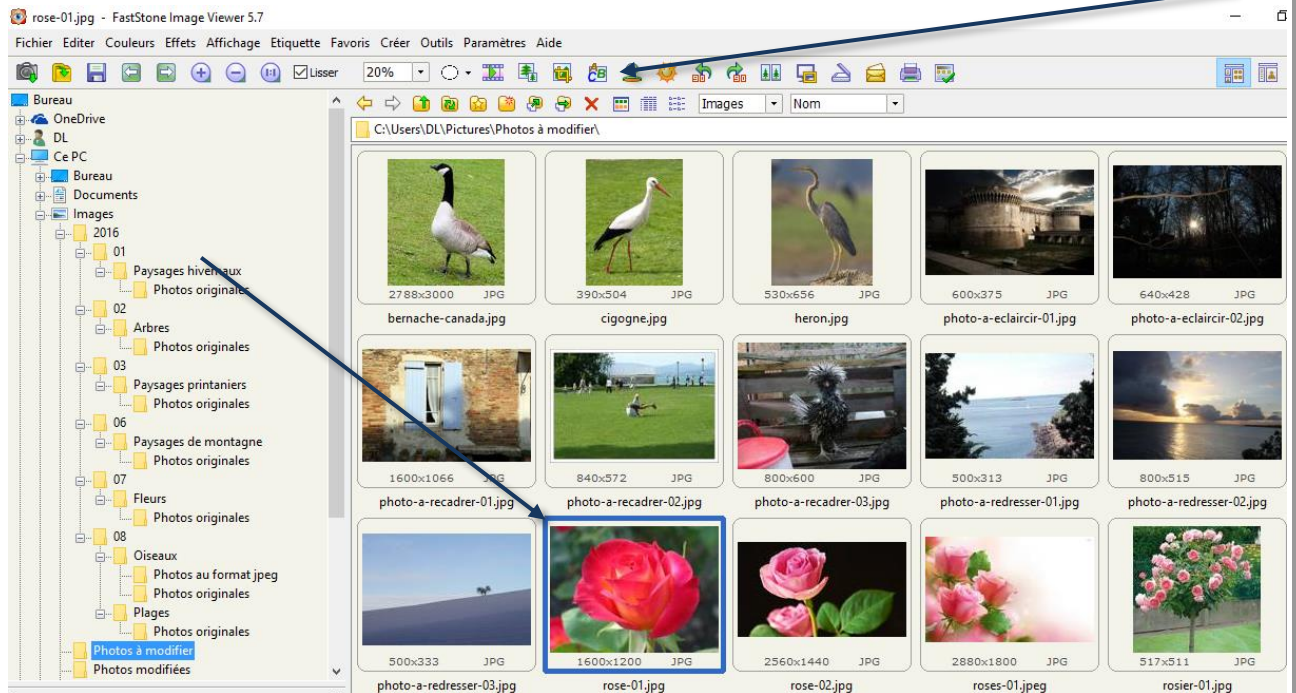 rose-01.jpg - FastStone Image Viewer 5.7
Fichier Editer Couleurs Effets Affichage Etiquette Favoris Créer Outils Paramètres Aide
1:1 Lisser 20%
Images Nom
C:\Users\DL\Pictures\Photos à modifier\
Bureau
OneDrive
DL
Ce PC
Bureau
Documents
Images
2016
01
Paysages hivernaux
Photos originales
02
Arbres
Photos originales
03
Paysages printaniers
Photos originales
06
Paysages de montagne
Photos originales
07
Fleurs
Photos originales
08
Oiseaux
Photos au format jpeg
Photos originales
Plages
Photos originales
Photos à modifier
Photos modifiées
2788x3000 JPG 390x504 JPG 530x656 JPG 600x375 JPG 640x428 JPG
bernache-canada.jpg cigogne.jpg heron.jpg photo-a-eclaircir-01.jpg photo-a-eclaircir-02.jpg
1600x1066 JPG 840x572 JPG 800x600 JPG 500x313 JPG 800x515 JPG
photo-a-recadrer-01.jpg photo-a-recadrer-02.jpg photo-a-recadrer-03.jpg photo-a-redresser-01.jpg photo-a-redresser-02.jpg
500x333 JPG 1600x1200 JPG 2560x1440 JPG 2880x1800 JPG 517x511 JPG
photo-a-redresser-03.jpg rose-01.jpg rose-02.jpg roses-01.jpeg rosier-01.jpg